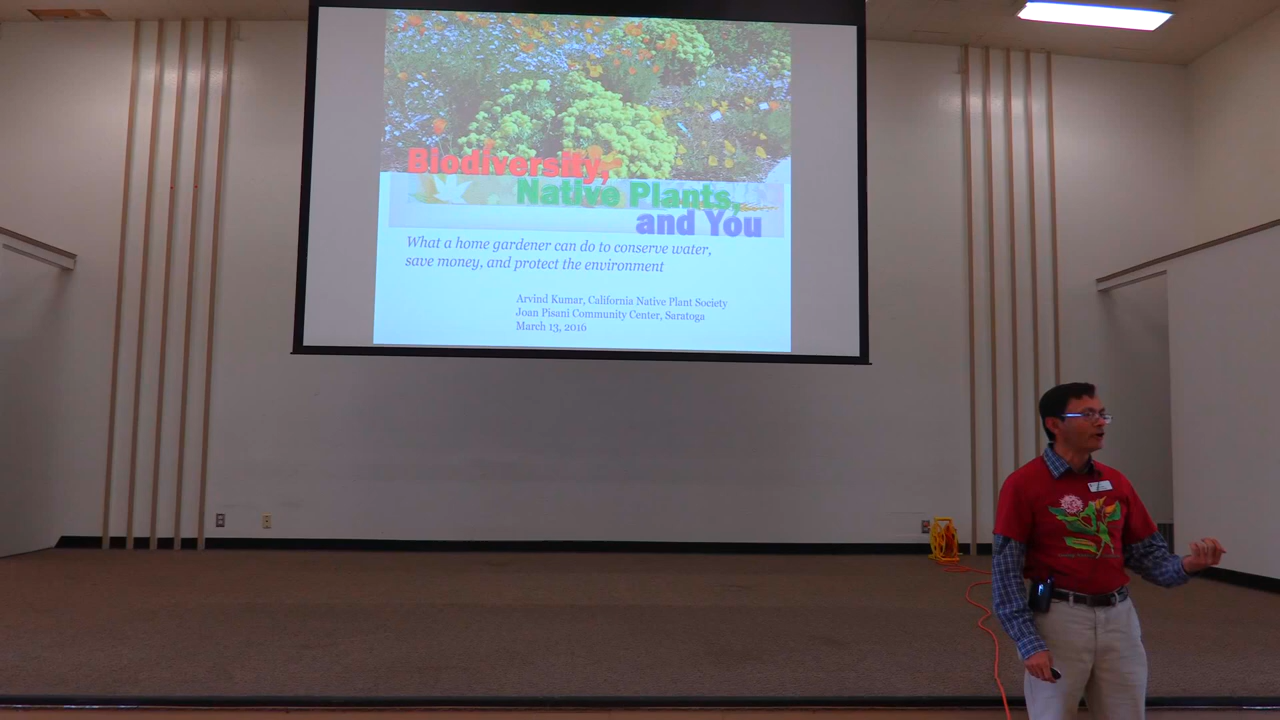 Biodiversity,
Native Plants,
and You
What a home gardener can do to conserve water,
save money, and protect the environment
Arvind Kumar, California Native Plant Society
Joan Pisani Community Center, Saratoga
March 13, 2016